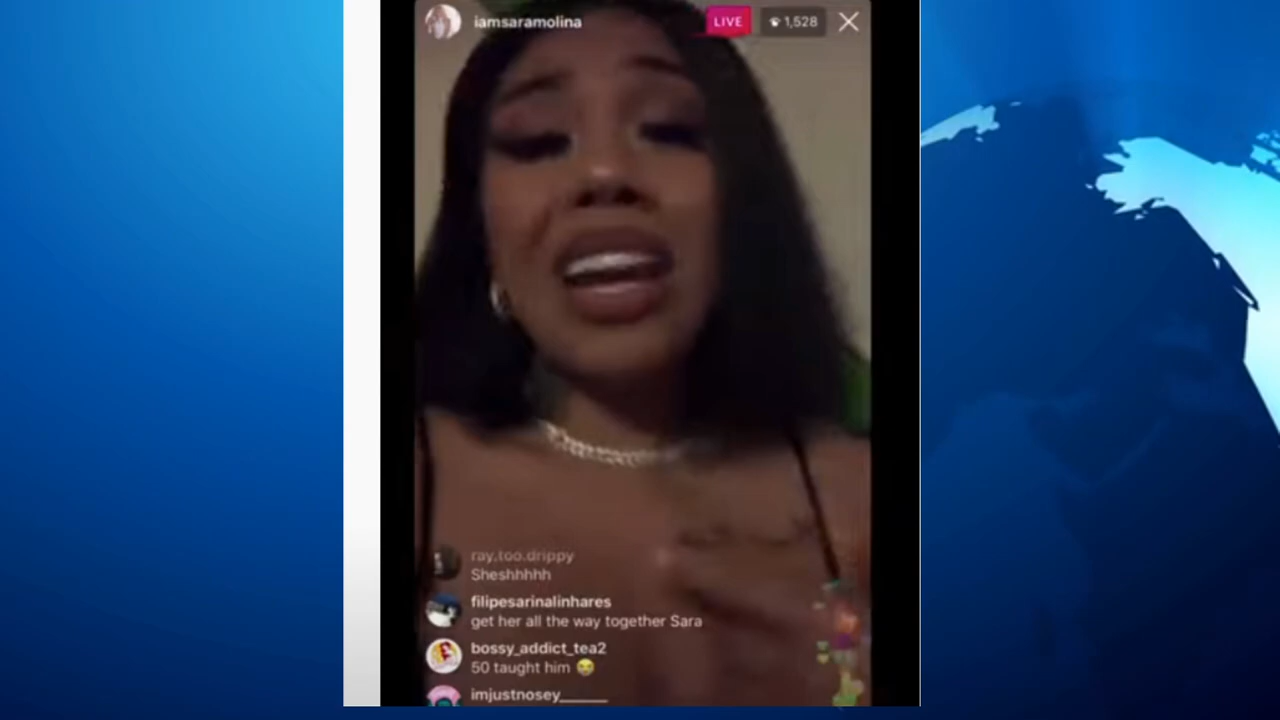 iamsaramolina
LIVE
1,528
ray.too.drippy
Sheshhhhh
filipesarinalinhares
get her all the way together Sara
bossy_addict_tea2
50 taught him 😂
imjustnosey______